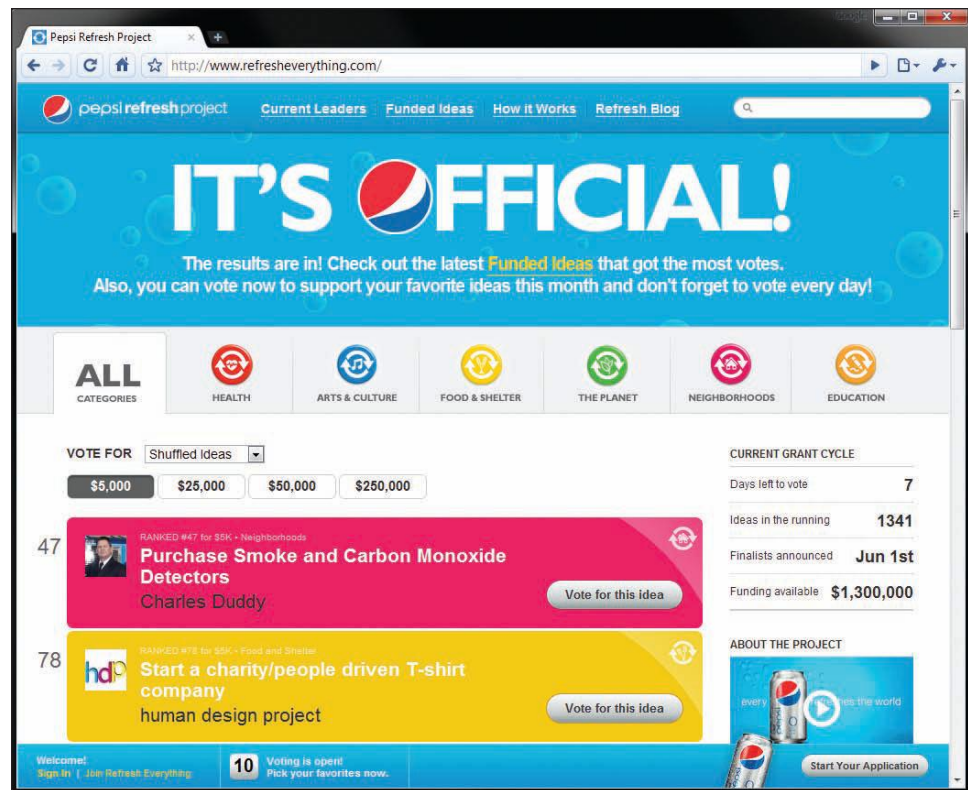 Google
Pepsi Refresh Project
http://www.refresheverything.com/
pepsi refresh project Current Leaders Funded Ideas How it Works Refresh Blog
IT'S OFFICIAL!
The results are in! Check out the latest Funded Ideas that got the most votes.
Also, you can vote now to support your favorite ideas this month and don't forget to vote every day!
ALL
CATEGORIES HEALTH ARTS & CULTURE FOOD & SHELTER THE PLANET NEIGHBORHOODS EDUCATION
VOTE FOR Shuffled Ideas
$5,000 $25,000 $50,000 $250,000
47
RANKED #47 for $5K • Neighborhoods
Purchase Smoke and Carbon Monoxide
Detectors
Charles Duddy
Vote for this idea
78
RANKED #78 for $5K • Food and Shelter
hdp
Start a charity/people driven T-shirt
company
human design project
Vote for this idea
CURRENT GRANT CYCLE
Days left to vote 7
Ideas in the running 1341
Finalists announced Jun 1st
Funding available $1,300,000
ABOUT THE PROJECT
every refreshes the world
pepsi
Welcome!
Sign In | Join Refresh Everything
10
Voting is open!
Pick your favorites now.
Start Your Application